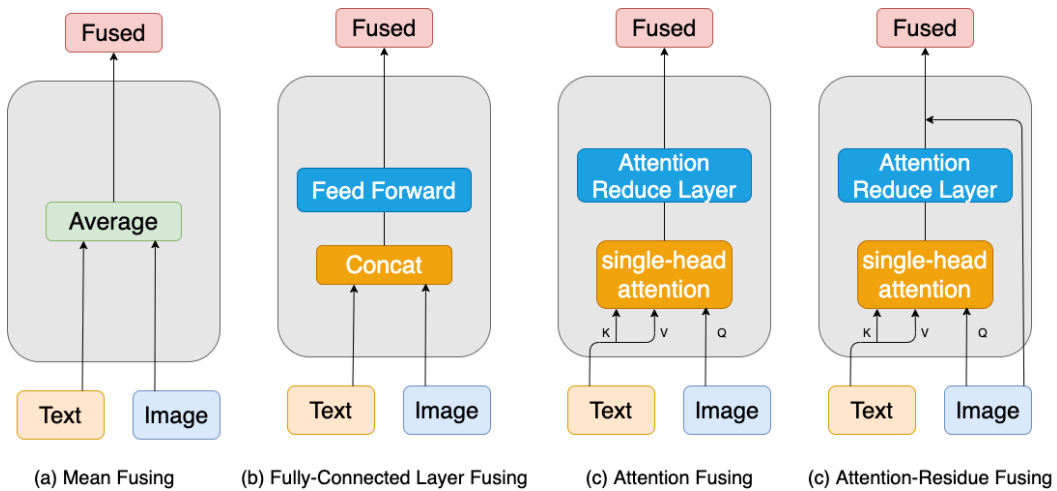 Fused
Average
Text
Image
(a) Mean Fusing
Fused
Feed Forward
Concat
Text
Image
(b) Fully-Connected Layer Fusing
Fused
Attention
Reduce Layer
single-head
attention
K
V
Q
Text
Image
(c) Attention Fusing
Fused
Attention
Reduce Layer
single-head
attention
K
V
Q
Text
Image
(c) Attention-Residue Fusing